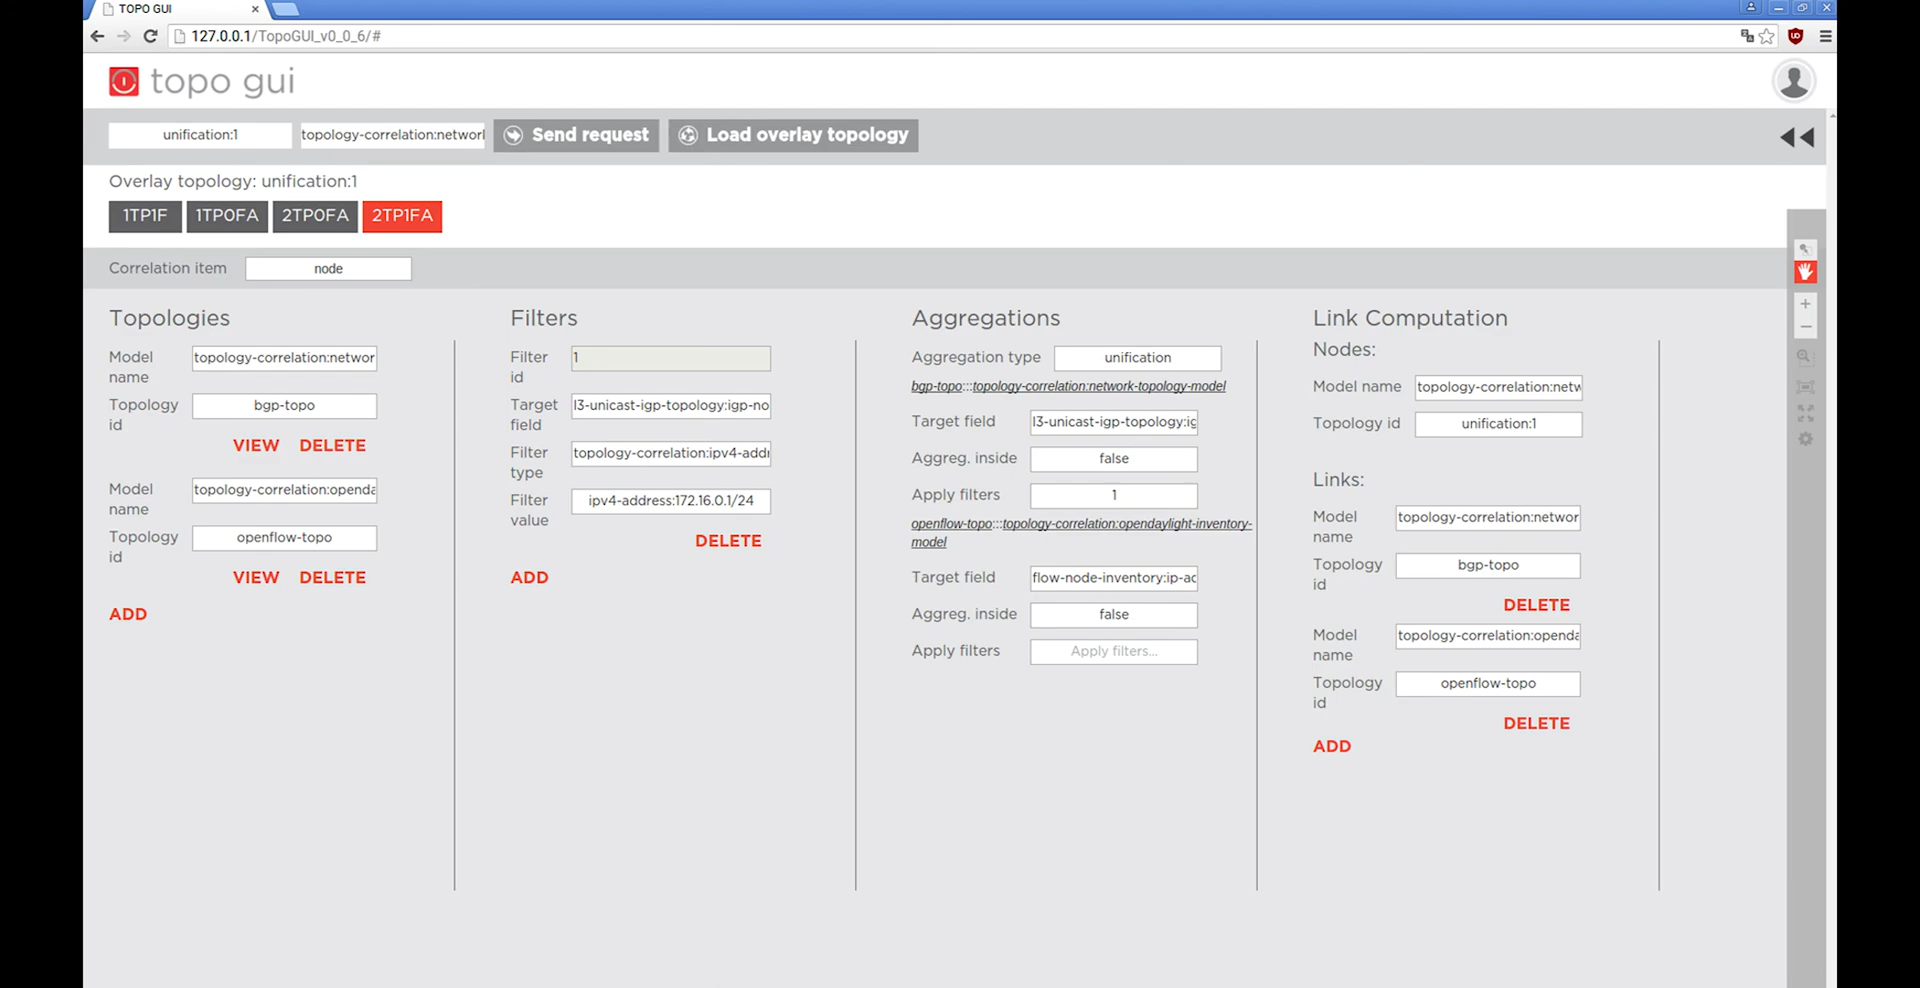 TOPO GUI
127.0.0.1/TopoGUI_v0_0_6/#
topo gui
unification:1
topology-correlation:networl
Send request
Load overlay topology
Overlay topology: unification:1
1TP1F
1TP0FA
2TP0FA
2TP1FA
Correlation item
node
Topologies
Model name
topology-correlation:networ
Topology id
bgp-topo
VIEW DELETE
Model name
topology-correlation:openda
Topology id
openflow-topo
VIEW DELETE
ADD
Filters
Filter id
1
Target field
l3-unicast-igp-topology:igp-no
Filter type
topology-correlation:ipv4-addr
Filter value
ipv4-address:172.16.0.1/24
DELETE
ADD
Aggregations
Aggregation type
unification
bgp-topo:::topology-correlation:network-topology-model
Target field
l3-unicast-igp-topology:ig
Aggreg. inside
false
Apply filters
1
openflow-topo:::topology-correlation:opendaylight-inventory-
model
Target field
flow-node-inventory:ip-ac
Aggreg. inside
false
Apply filters
Apply filters...
Link Computation
Nodes:
Model name
topology-correlation:netw
Topology id
unification:1
Links:
Model name
topology-correlation:networ
Topology id
bgp-topo
DELETE
Model name
topology-correlation:openda
Topology id
openflow-topo
DELETE
ADD